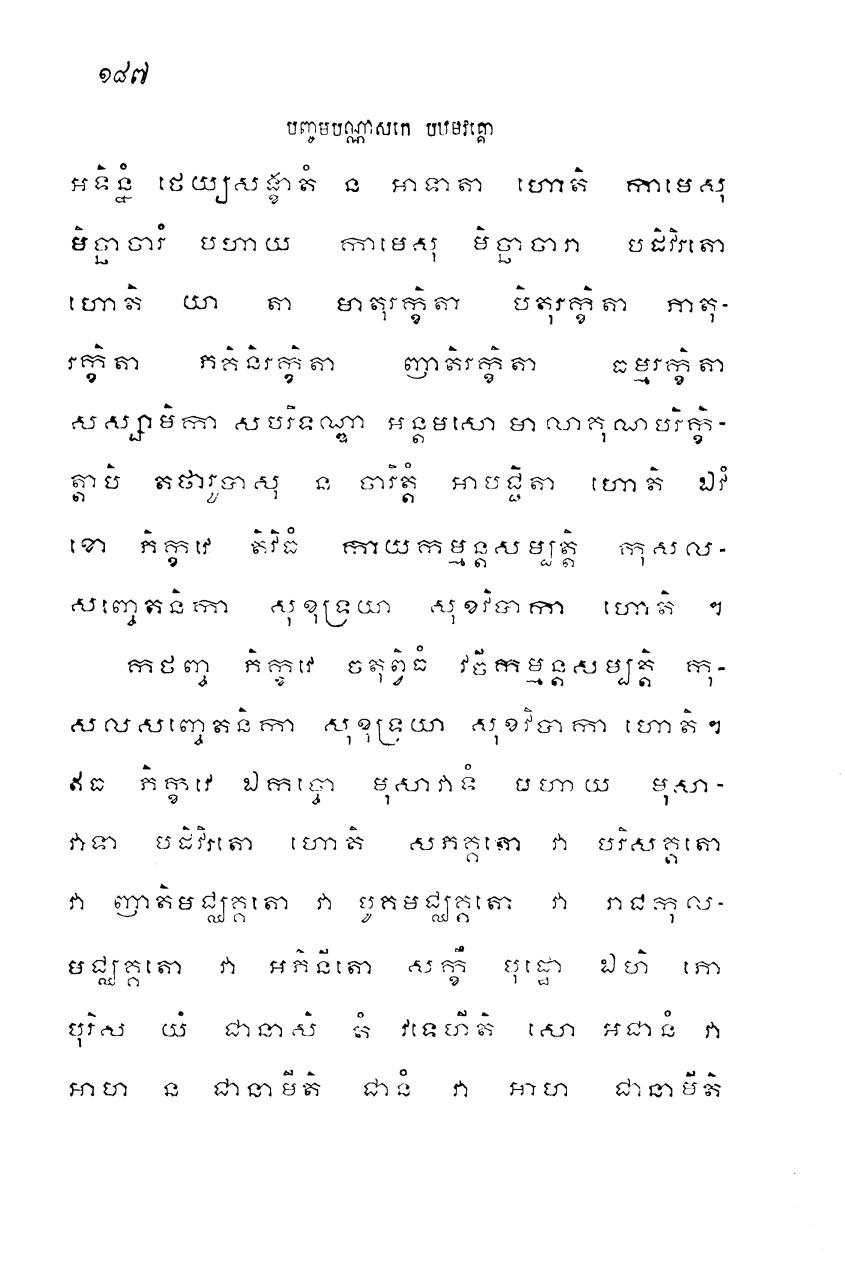 ១៨៧
បញ្ចមបណ្ណាសកេ បឋមវគ្គោ
អទិន្នំ ថេយ្យសង្ខាតំ ន អាទាតា ហោតិ កាមេសុ
មិច្ឆាចារំ បហាយ កាមេសុ មិច្ឆាចារា បដិវិរតោ
ហោតិ យា តា មាតុរក្ខិតា បិតុរក្ខិតា ភាតុ-
រក្ខិតា ភគិនិរក្ខិតា ញាតិរក្ខិតា ធម្មរក្ខិតា
សស្សាមិកា សបរិទណ្ឌា អន្តមសោ មាលាគុណបរិក្ខិ-
ត្តាបិ តថារូបាសុ ន ចារិត្តំ អាបជ្ជិតា ហោតិ ឯវំ
ខោ ភិក្ខវេ តិវិធំ កាយកម្មន្តសម្បត្តិ កុសល-
សញ្ចេតនិកា សុខុទ្រយា សុខវិបាកា ហោតិ ។
កថញ្ច ភិក្ខវេ ចតុព្វិធំ វចីកម្មន្តសម្បត្តិ កុ-
សលសញ្ចេតនិកា សុខុទ្រយា សុខវិបាកា ហោតិ។
ឥធ ភិក្ខវេ ឯកច្ចោ មុសាវាទំ បហាយ មុសា-
វាទា បដិវិរតោ ហោតិ សភគ្គតោ វា បរិសគ្គតោ
វា ញាតិមជ្ឈគ្គតោ វា បូគមជ្ឈគ្គតោ វា រាជកុល-
មជ្ឈគ្គតោ វា អភិនីតោ សក្ខី បុដ្ឋោ ឯហិ ភោ
បុរិស យំ ជានាសិ តំ វទេហីតិ សោ អជានំ វា
អាហ ន ជានាមីតិ ជានំ វា អាហ ជានាមីតិ